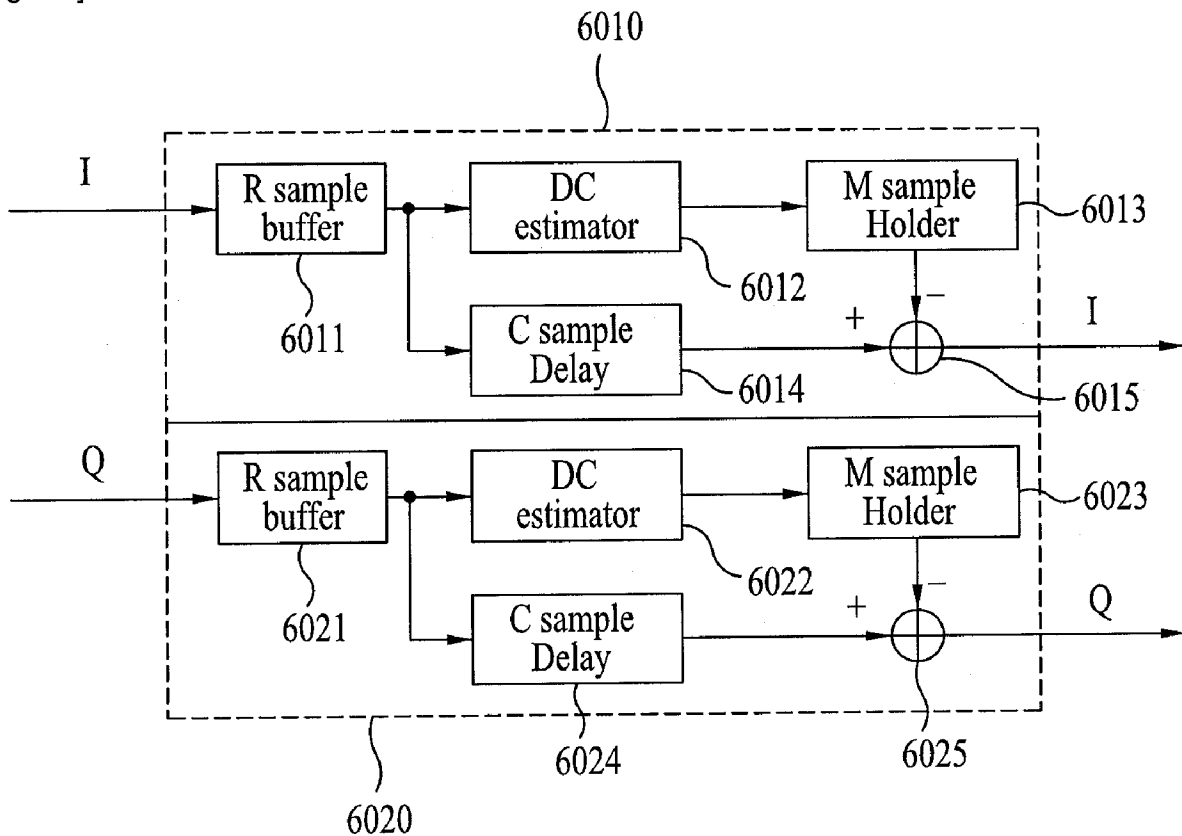 6010
I
R sample
buffer
DC
estimator
M sample
Holder
6013
6012
−
I
6011
C sample
Delay
+
6014
6015
Q
R sample
buffer
DC
estimator
M sample
Holder
6023
6022
−
Q
6021
C sample
Delay
+
6024
6025
6020